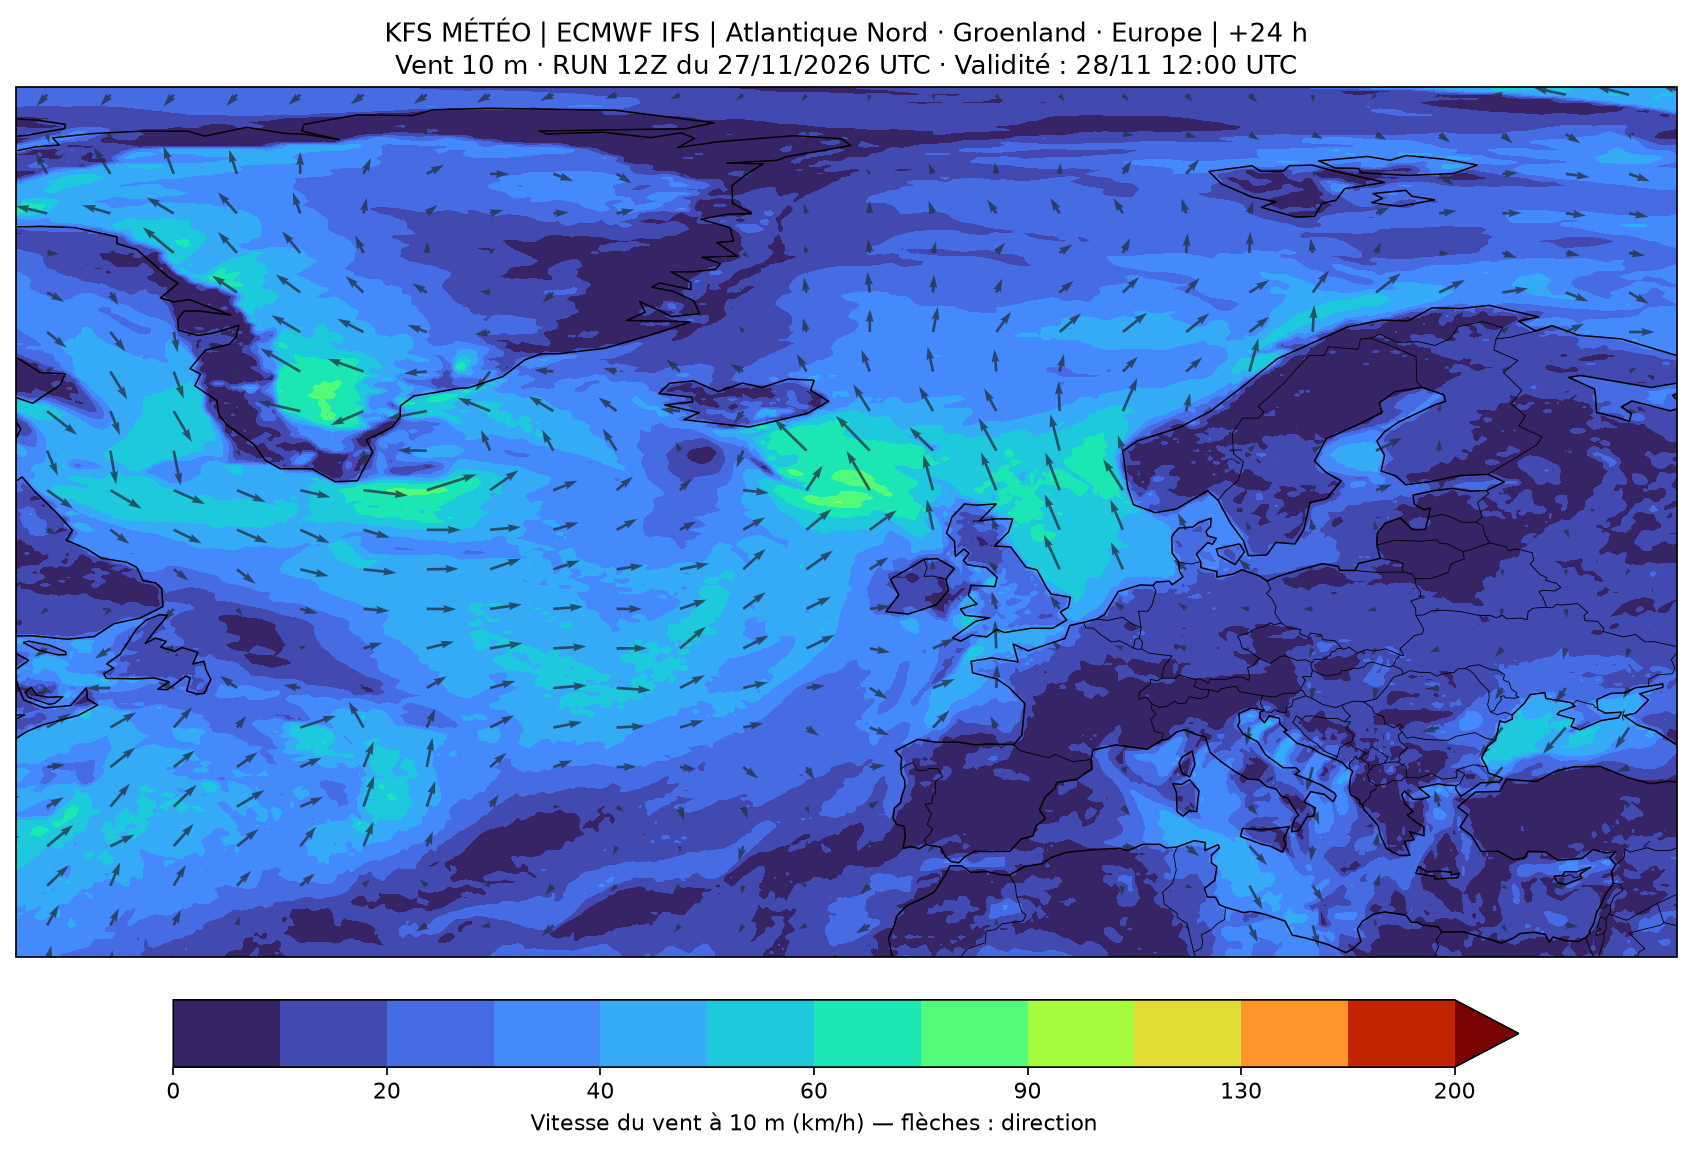 KFS MÉTÉO | ECMWF IFS | Atlantique Nord · Groenland · Europe | +24 h
Vent 10 m · RUN 12Z du 27/11/2026 UTC · Validité : 28/11 12:00 UTC
0 20 40 60 90 130 200
Vitesse du vent à 10 m (km/h) — flèches : direction